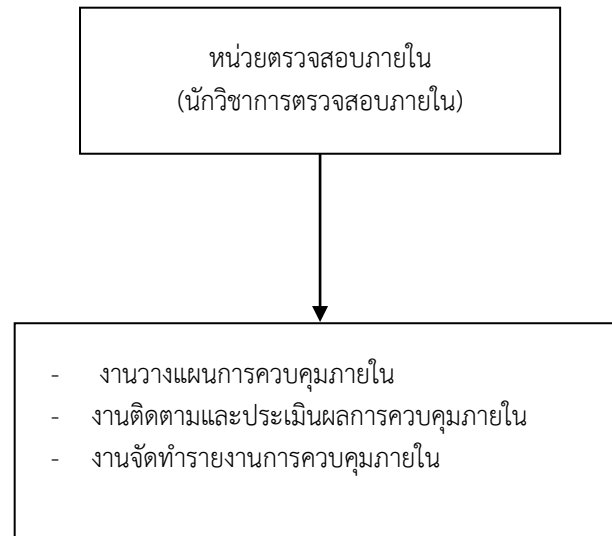 หน่วยตรวจสอบภายใน
(นักวิชาการตรวจสอบภายใน)
- งานวางแผนการควบคุมภายใน
- งานติดตามและประเมินผลการควบคุมภายใน
- งานจัดทำรายงานการควบคุมภายใน